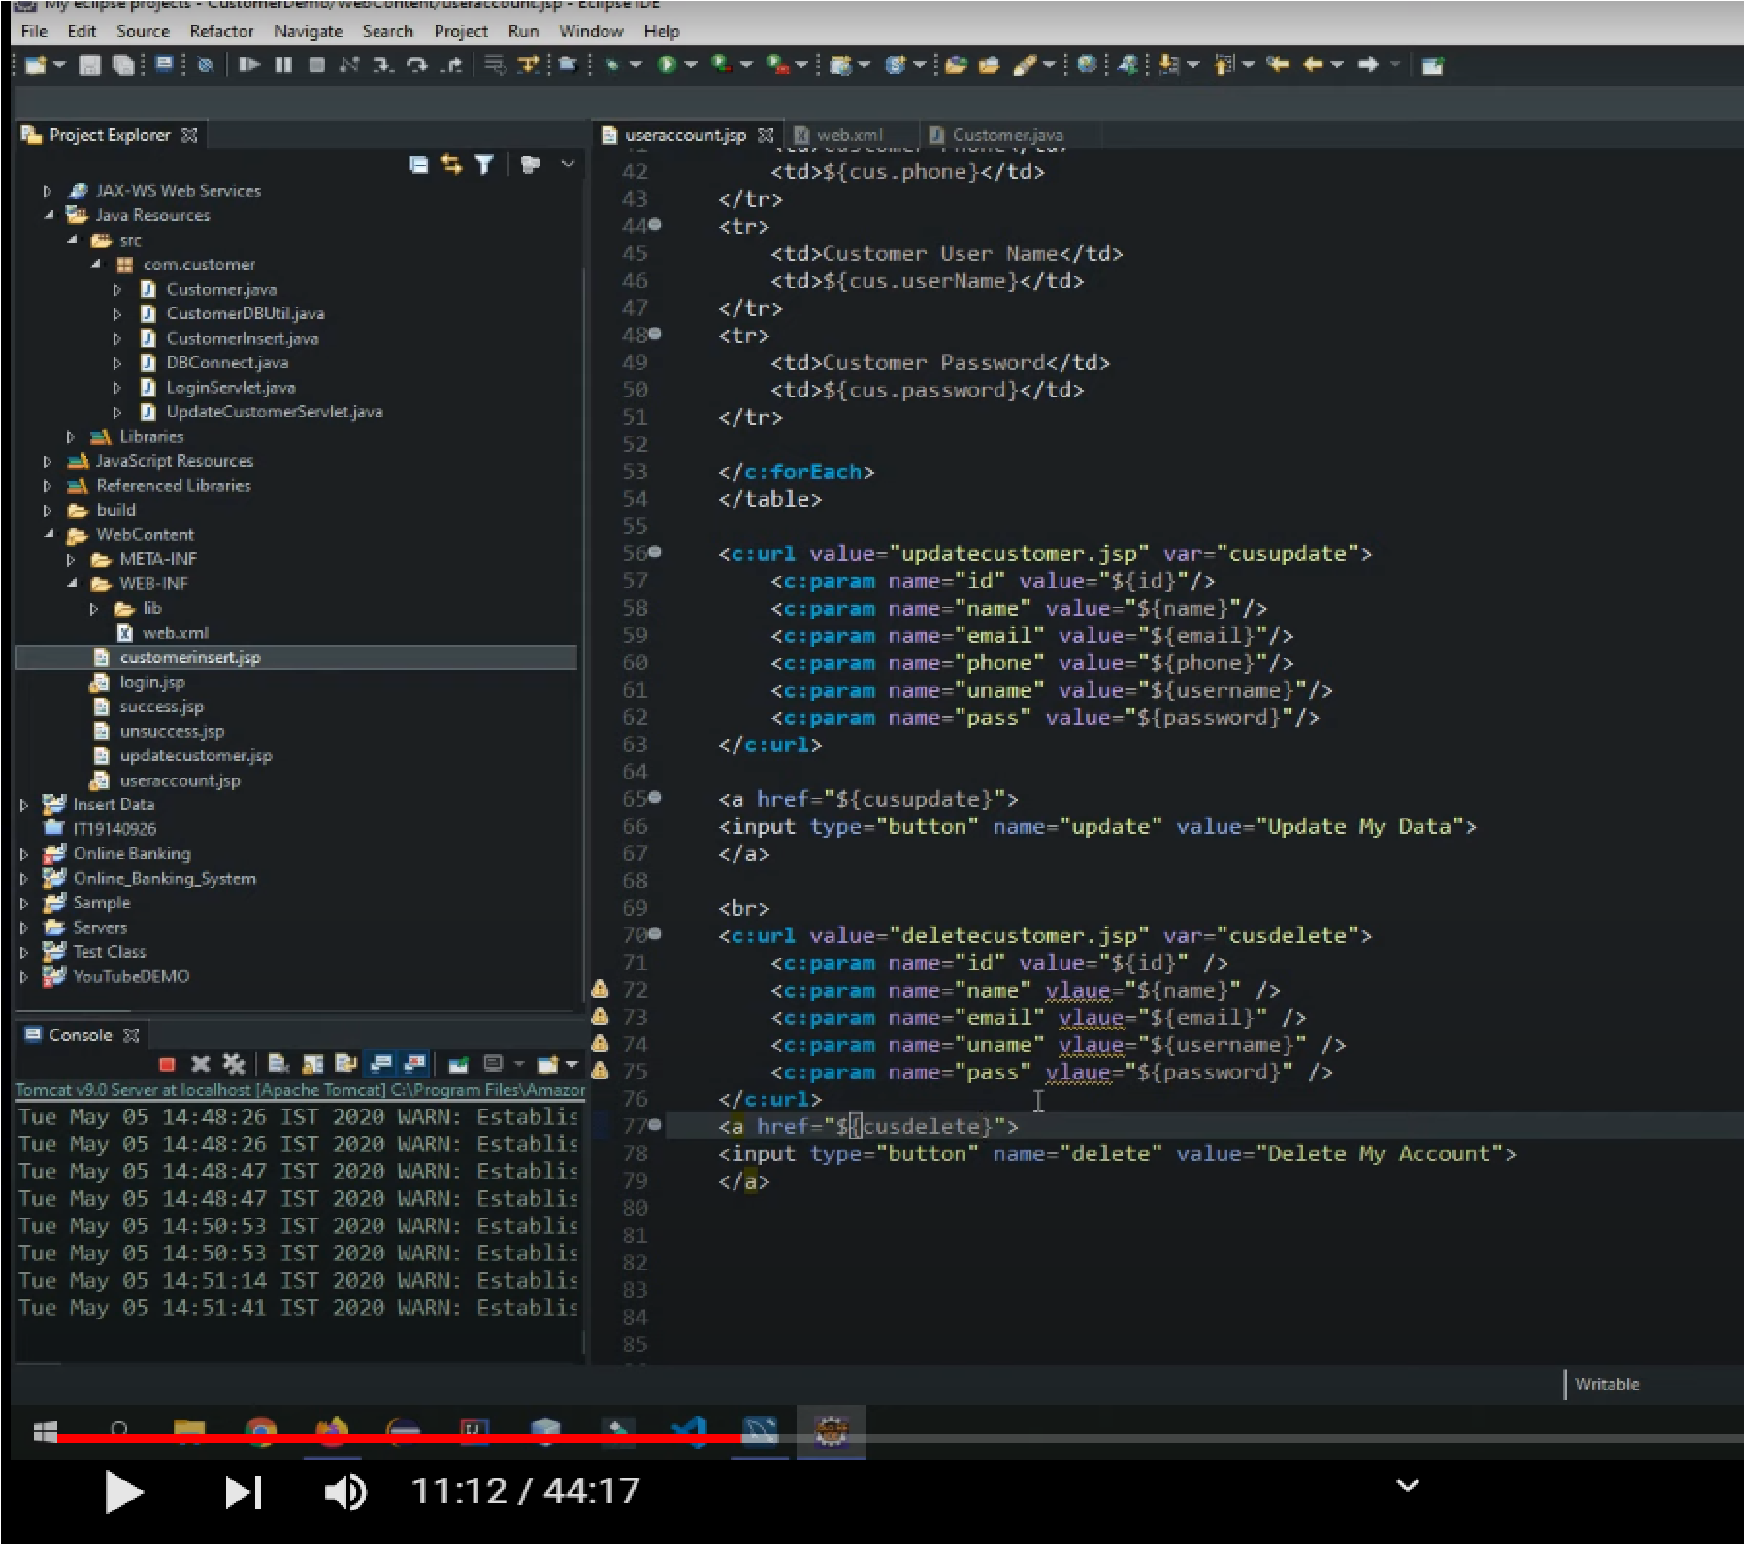 My eclipse projects - CustomerDemo/WebContent/useraccount.jsp - Eclipse IDE
File Edit Source Refactor Navigate Search Project Run Window Help
Project Explorer
JAX-WS Web Services
Java Resources
src
com.customer
Customer.java
CustomerDBUtil.java
CustomerInsert.java
DBConnect.java
LoginServlet.java
UpdateCustomerServlet.java
Libraries
JavaScript Resources
Referenced Libraries
build
WebContent
META-INF
WEB-INF
lib
web.xml
customerinsert.jsp
login.jsp
success.jsp
unsuccess.jsp
updatecustomer.jsp
useraccount.jsp
Insert Data
IT19140926
Online Banking
Online_Banking_System
Sample
Servers
Test Class
YouTubeDEMO
Console
Tomcat v9.0 Server at localhost [Apache Tomcat] C:\Program Files\Amazor
Tue May 05 14:48:26 IST 2020 WARN: Establis
Tue May 05 14:48:26 IST 2020 WARN: Establis
Tue May 05 14:48:47 IST 2020 WARN: Establis
Tue May 05 14:48:47 IST 2020 WARN: Establis
Tue May 05 14:50:53 IST 2020 WARN: Establis
Tue May 05 14:50:53 IST 2020 WARN: Establis
Tue May 05 14:51:14 IST 2020 WARN: Establis
Tue May 05 14:51:41 IST 2020 WARN: Establis
useraccount.jsp web.xml Customer.java
42 <td>${cus.phone}</td>
43 </tr>
44 <tr>
45 <td>Customer User Name</td>
46 <td>${cus.userName}</td>
47 </tr>
48 <tr>
49 <td>Customer Password</td>
50 <td>${cus.password}</td>
51 </tr>
52
53 </c:forEach>
54 </table>
55
56 <c:url value="updatecustomer.jsp" var="cusupdate">
57 <c:param name="id" value="${id}"/>
58 <c:param name="name" value="${name}"/>
59 <c:param name="email" value="${email}"/>
60 <c:param name="phone" value="${phone}"/>
61 <c:param name="uname" value="${username}"/>
62 <c:param name="pass" value="${password}"/>
63 </c:url>
64
65 <a href="${cusupdate}">
66 <input type="button" name="update" value="Update My Data">
67 </a>
68
69 <br>
70 <c:url value="deletecustomer.jsp" var="cusdelete">
71 <c:param name="id" value="${id}" />
72 <c:param name="name" vlaue="${name}" />
73 <c:param name="email" vlaue="${email}" />
74 <c:param name="uname" vlaue="${username}" />
75 <c:param name="pass" vlaue="${password}" />
76 </c:url>
77 <a href="${cusdelete}">
78 <input type="button" name="delete" value="Delete My Account">
79 </a>
80
81
82
83
84
85
Writable
11:12 / 44:17